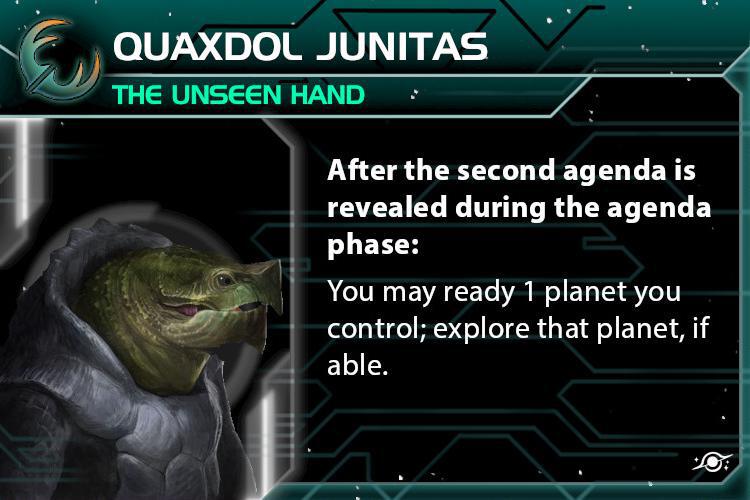 QUAXDOL JUNITAS
THE UNSEEN HAND
After the second agenda is
revealed during the agenda
phase:
You may ready 1 planet you
control; explore that planet, if
able.